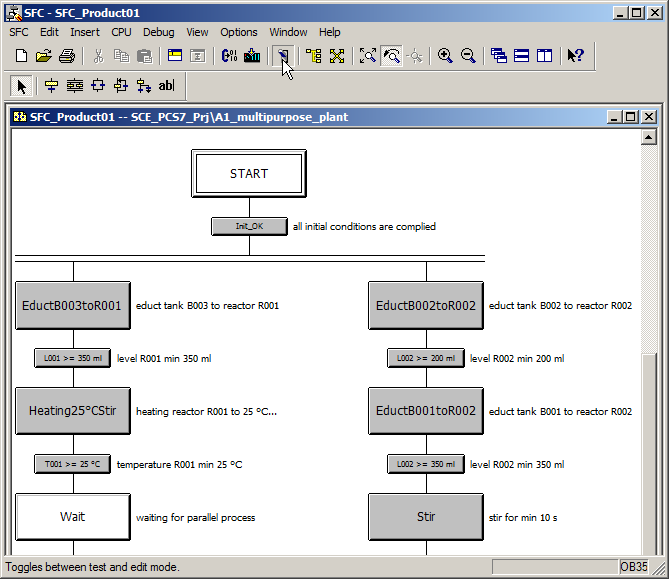 SFC - SFC_Product01
SFC Edit Insert CPU Debug View Options Window Help
abl
SFC_Product01 -- SCE_PCS7_Prj\A1_multipurpose_plant
START
Init_OK all initial conditions are complied
EductB003toR001 educt tank B003 to reactor R001
EductB002toR002 educt tank B002 to reactor R002
L001 >= 350 ml level R001 min 350 ml
L002 >= 200 ml level R002 min 200 ml
Heating25°CStir heating reactor R001 to 25 °C...
EductB001toR002 educt tank B001 to reactor R002
T001 >= 25 °C temperature R001 min 25 °C
L002 >= 350 ml level R002 min 350 ml
Wait waiting for parallel process
Stir stir for min 10 s
Toggles between test and edit mode.
OB35